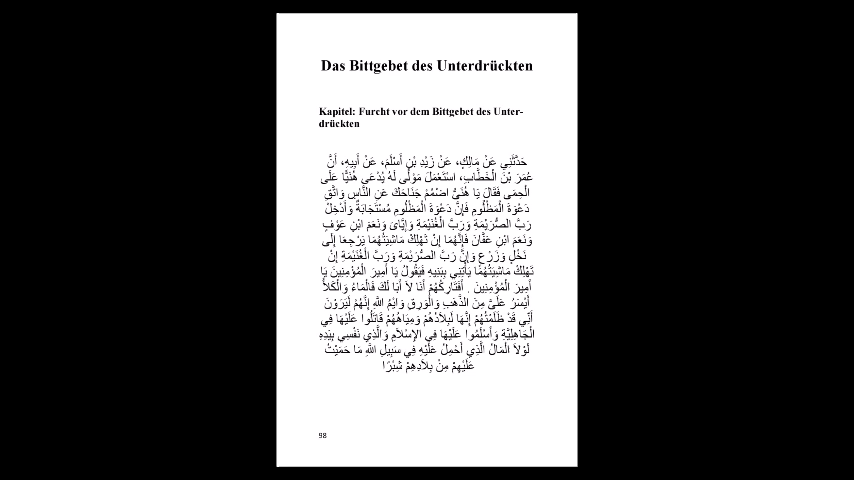 Das Bittgebet des Unterdrückten
Kapitel: Furcht vor dem Bittgebet des Unter-
drückten
حَدَّثَنِي عَنْ مَالِكٍ، عَنْ زَيْدِ بْنِ أَسْلَمَ، عَنْ أَبِيهِ، أَنَّ
عُمَرَ بْنَ الْخَطَّابِ، اسْتَعْمَلَ مَوْلًى لَهُ يُدْعَى هُنَيًّا عَلَى
الْحِمَى فَقَالَ يَا هُنَىُّ اضْمُمْ جَنَاحَكَ عَنِ النَّاسِ وَاتَّقِ
دَعْوَةَ الْمَظْلُومِ فَإِنَّ دَعْوَةَ الْمَظْلُومِ مُسْتَجَابَةٌ وَأَدْخِلْ
رَبَّ الصُّرَيْمَةِ وَرَبَّ الْغُنَيْمَةِ وَإِيَّاىَ وَنَعَمَ ابْنِ عَوْفٍ
وَنَعَمَ ابْنِ عَفَّانَ فَإِنَّهُمَا إِنْ تَهْلِكْ مَاشِيَتُهُمَا يَرْجِعَا إِلَى
نَخْلٍ وَزَرْعٍ وَإِنَّ رَبَّ الصُّرَيْمَةِ وَرَبَّ الْغُنَيْمَةِ إِنْ
تَهْلِكْ مَاشِيَتُهُمَا يَأْتِنِي بِبَنِيهِ فَيَقُولُ يَا أَمِيرَ الْمُؤْمِنِينَ يَا
أَمِيرَ الْمُؤْمِنِينَ . أَفَتَارِكُهُمْ أَنَا لاَ أَبَا لَكَ فَالْمَاءُ وَالْكَلأُ
أَيْسَرُ عَلَىَّ مِنَ الذَّهَبِ وَالْوَرِقِ وَايْمُ اللَّهِ إِنَّهُمْ لَيَرَوْنَ
أَنِّي قَدْ ظَلَمْتُهُمْ إِنَّهَا لَبِلاَدُهُمْ وَمِيَاهُهُمْ قَاتَلُوا عَلَيْهَا فِي
الْجَاهِلِيَّةِ وَأَسْلَمُوا عَلَيْهَا فِي الإِسْلاَمِ وَالَّذِي نَفْسِي بِيَدِهِ
لَوْلاَ الْمَالُ الَّذِي أَحْمِلُ عَلَيْهِ فِي سَبِيلِ اللَّهِ مَا حَمَيْتُ
عَلَيْهِمْ مِنْ بِلاَدِهِمْ شِبْرًا
98